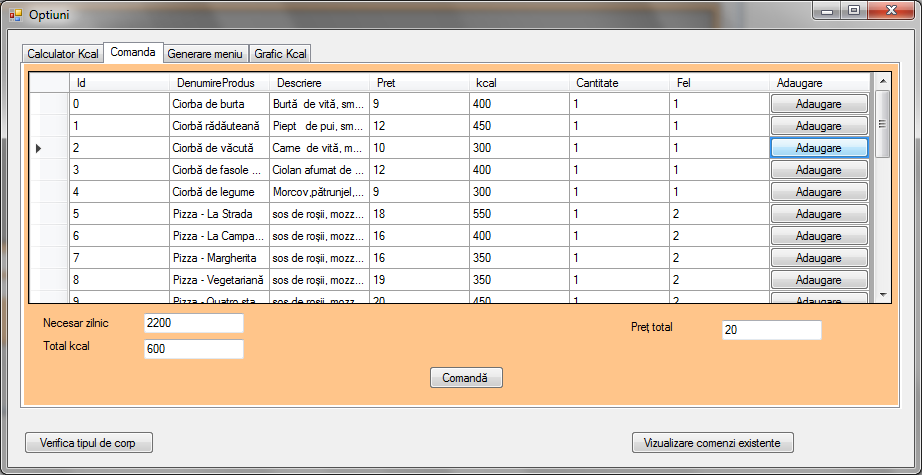 Optiuni
Calculator Kcal Comanda Generare meniu Grafic Kcal
Id DenumireProdus Descriere Pret kcal Cantitate Fel Adaugare
0 Ciorba de burta Burtă de vită, sm... 9 400 1 1 Adaugare
1 Ciorbă rădăuteană Piept de pui, sm... 12 450 1 1 Adaugare
2 Ciorbă de văcută Carne de vită, m... 10 300 1 1 Adaugare
3 Ciorbă de fasole ... Ciolan afumat de ... 12 400 1 1 Adaugare
4 Ciorbă de legume Morcov,pătrunjel,... 9 300 1 1 Adaugare
5 Pizza - La Strada sos de roșii, mozz... 18 550 1 2 Adaugare
6 Pizza - La Campa... sos de roșii, mozz... 16 400 1 2 Adaugare
7 Pizza - Margherita sos de roșii, mozz... 16 350 1 2 Adaugare
8 Pizza - Vegetariană sos de roșii, mozz... 19 350 1 2 Adaugare
9 Pizza - Quatro sta... sos de roșii, mozz... 20 450 1 2 Adaugare
Necesar zilnic 2200 Preț total 20
Total kcal 600
Comandă
Verifica tipul de corp Vizualizare comenzi existente